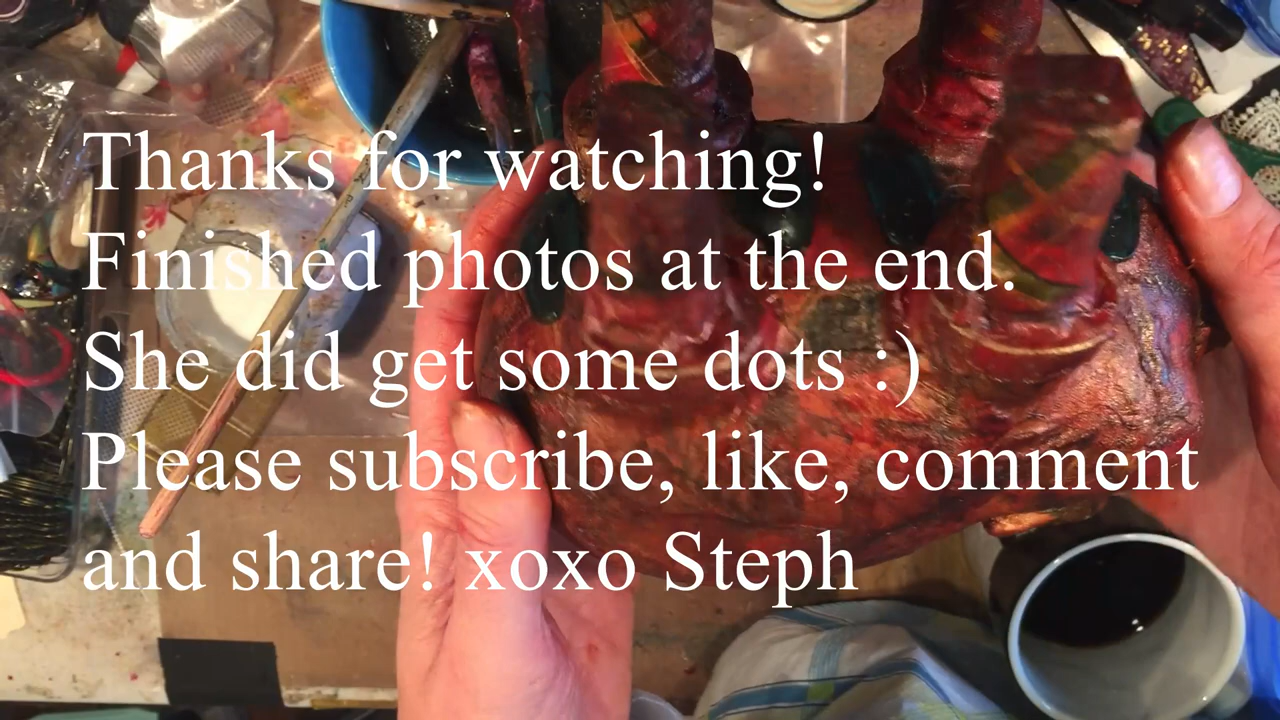 Thanks for watching!
Finished photos at the end.
She did get some dots :)
Please subscribe, like, comment
and share! xoxo Steph